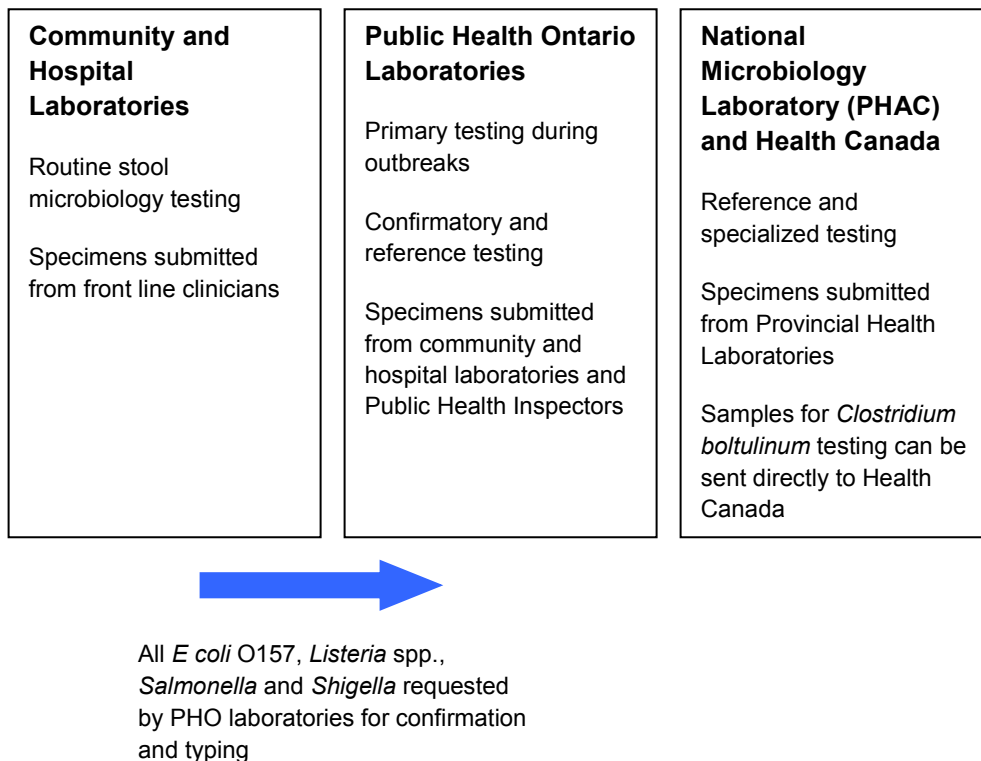 Community and
Hospital
Laboratories
Routine stool
microbiology testing
Specimens submitted
from front line clinicians
Public Health Ontario
Laboratories
Primary testing during
outbreaks
Confirmatory and
reference testing
Specimens submitted
from community and
hospital laboratories and
Public Health Inspectors
National
Microbiology
Laboratory (PHAC)
and Health Canada
Reference and
specialized testing
Specimens submitted
from Provincial Health
Laboratories
Samples for Clostridium
boltulinum testing can be
sent directly to Health
Canada
All E coli O157, Listeria spp.,
Salmonella and Shigella requested
by PHO laboratories for confirmation
and typing